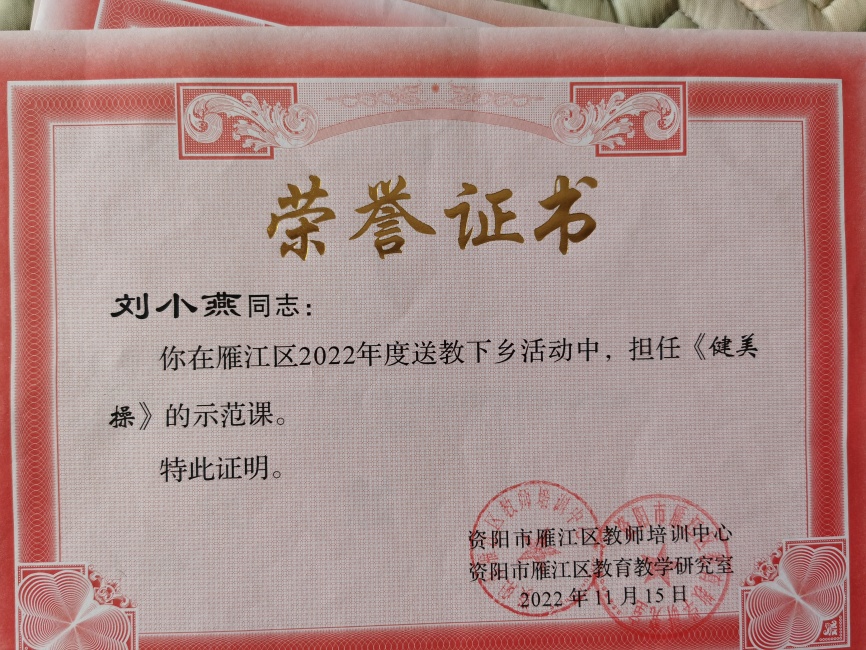 荣誉证书
刘小燕同志：
你在雁江区2022年度送教下乡活动中，担任《健美
操》的示范课。
特此证明。
资阳市雁江区教师培训中心
资阳市雁江区教育教学研究室
2022年11月15日